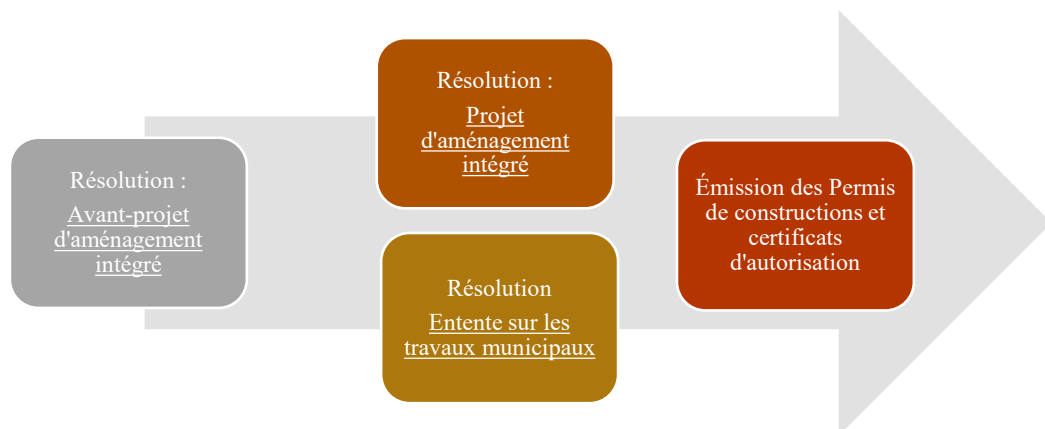 Résolution :
Avant-projet
d'aménagement
intégré
Résolution :
Projet
d'aménagement
intégré
Résolution
Entente sur les
travaux municipaux
Émission des Permis
de constructions et
certificats
d'autorisation